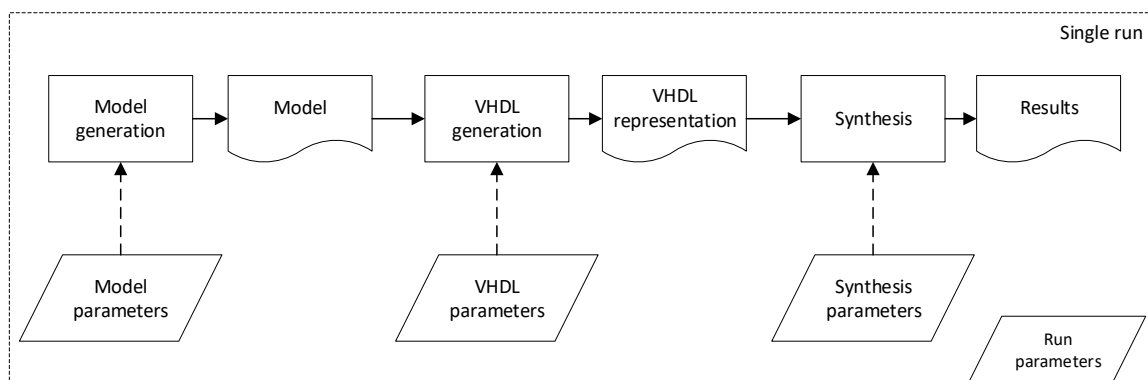 Single run
Model
generation
Model
VHDL
generation
VHDL
representation
Synthesis
Results
Model
parameters
VHDL
parameters
Synthesis
parameters
Run
parameters